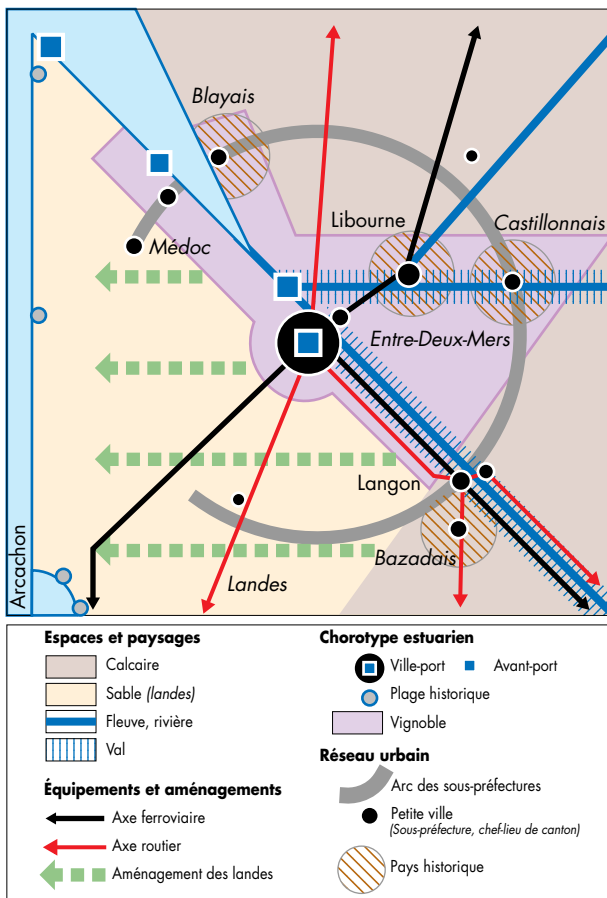 Blayais
Libourne
Castillonnais
Médoc
Entre-Deux-Mers
Langon
Bazadais
Landes
Arcachon
Espaces et paysages
Calcaire
Sable (landes)
Fleuve, rivière
Val
Équipements et aménagements
Axe ferroviaire
Axe routier
Aménagement des landes
Chorotype estuarien
Ville-port
Avant-port
Plage historique
Vignoble
Réseau urbain
Arc des sous-préfectures
Petite ville
(Sous-préfecture, chef-lieu de canton)
Pays historique